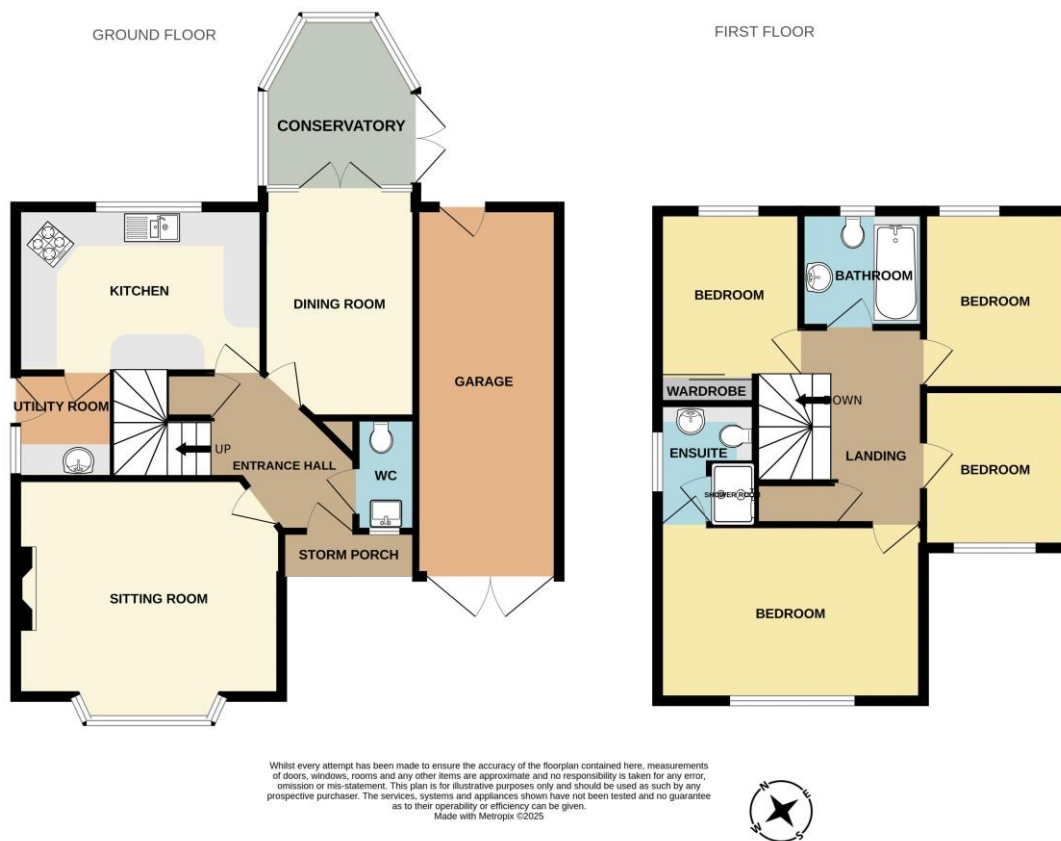 GROUND FLOOR
CONSERVATORY
KITCHEN
DINING ROOM
GARAGE
UTILITY ROOM
UP
ENTRANCE HALL
WC
STORM PORCH
SITTING ROOM
FIRST FLOOR
BEDROOM
BATHROOM
BEDROOM
WARDROBE
DOWN
ENSUITE
LANDING
BEDROOM
SHOWER ROOM
BEDROOM
Whilst every attempt has been made to ensure the accuracy of the floorplan contained here, measurements
of doors, windows, rooms and any other items are approximate and no responsibility is taken for any error,
omission or mis-statement. This plan is for illustrative purposes only and should be used as such by any
prospective purchaser. The services, systems and appliances shown have not been tested and no guarantee
as to their operability or efficiency can be given.
Made with Metropix ©2025
N
E
W
S